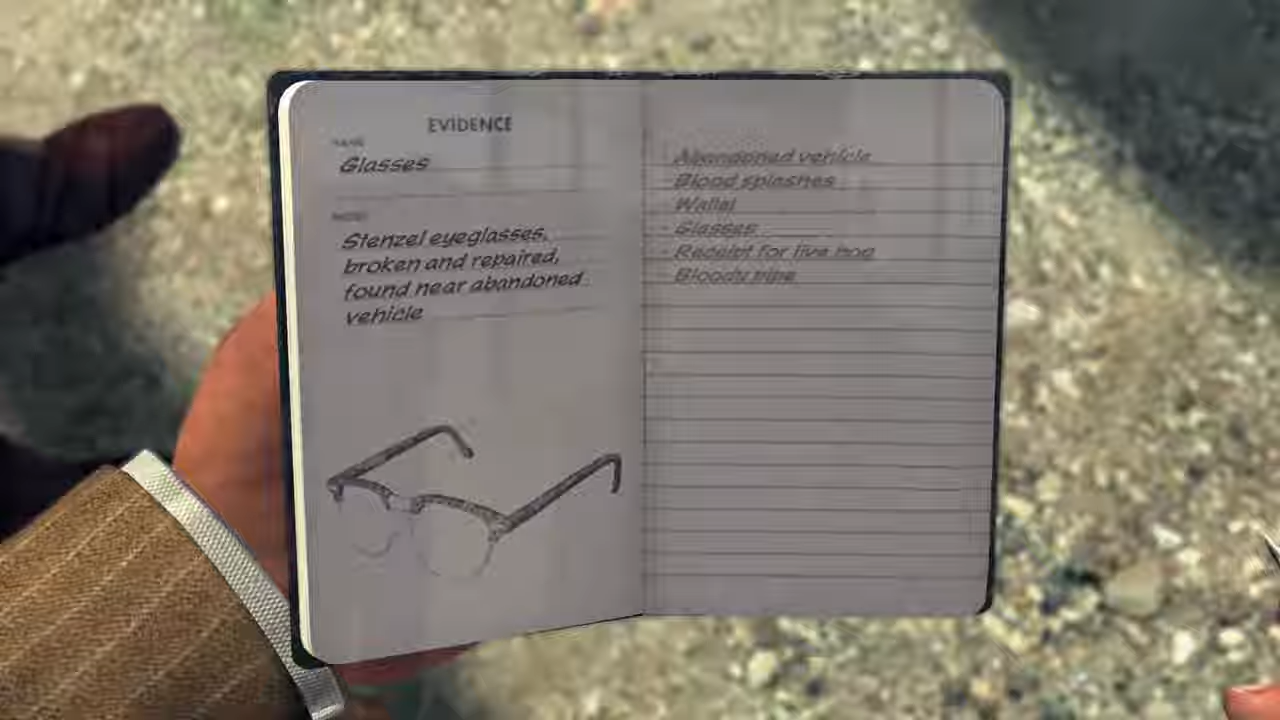 EVIDENCE
NAME
Glasses
Stenzel eyeglasses,
broken and repaired,
found near abandoned
vehicle
Abandoned vehicle
Blood splashes
Wallet
Glasses
Receipt for live hog
Bloody pipe